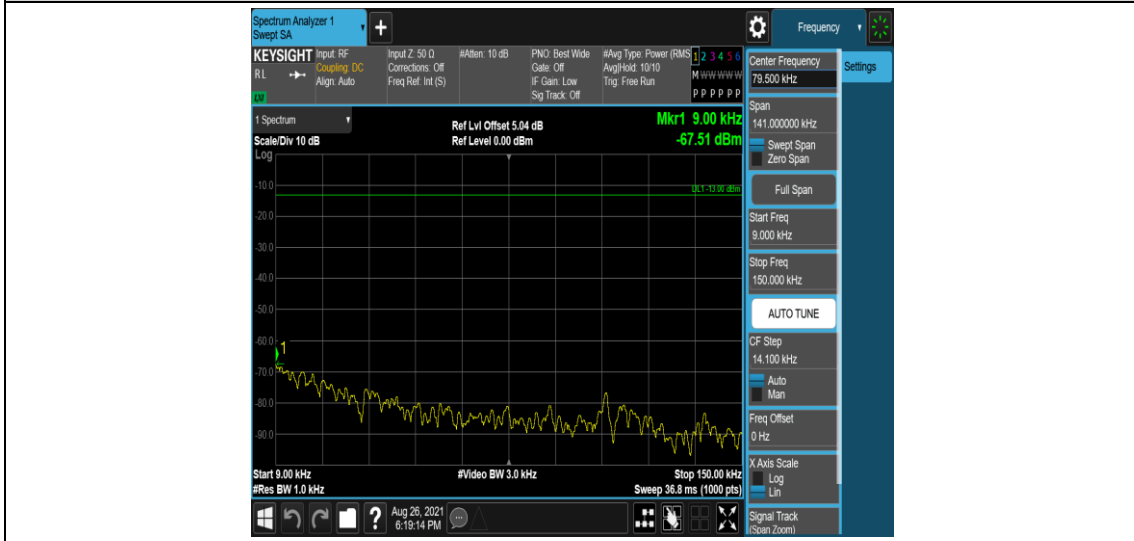 Spectrum Analyzer 1
Swept SA
Frequency
KEYSIGHT
RL
Input: RF
Coupling: DC
Align: Auto
Input Z: 50 Ω
Corrections: Off
Freq Ref: Int (S)
#Atten: 10 dB
PNO: Best Wide
Gate: Off
IF Gain: Low
Sig Track: Off
#Avg Type: Power (RMS
Avg|Hold: 10/10
Trig: Free Run
1 2 3 4 5 6
M W W W W W
P P P P P P
Center Frequency
79.500 kHz
Settings
Span
141.000000 kHz
Swept Span
Zero Span
Full Span
Start Freq
9.000 kHz
Stop Freq
150.000 kHz
AUTO TUNE
CF Step
14.100 kHz
Auto
Man
Freq Offset
0 Hz
X Axis Scale
Log
Lin
Signal Track
(Span Zoom)
1 Spectrum
Scale/Div 10 dB
Log
Ref Lvl Offset 5.04 dB
Ref Level 0.00 dBm
Mkr1 9.00 kHz
-67.51 dBm
DL1 -13.00 dBm
-10.0
-20.0
-30.0
-40.0
-50.0
-60.0
1
-70.0
-80.0
-90.0
Start 9.00 kHz
#Res BW 1.0 kHz
#Video BW 3.0 kHz
Stop 150.00 kHz
Sweep 36.8 ms (1000 pts)
Aug 26, 2021
6:19:14 PM